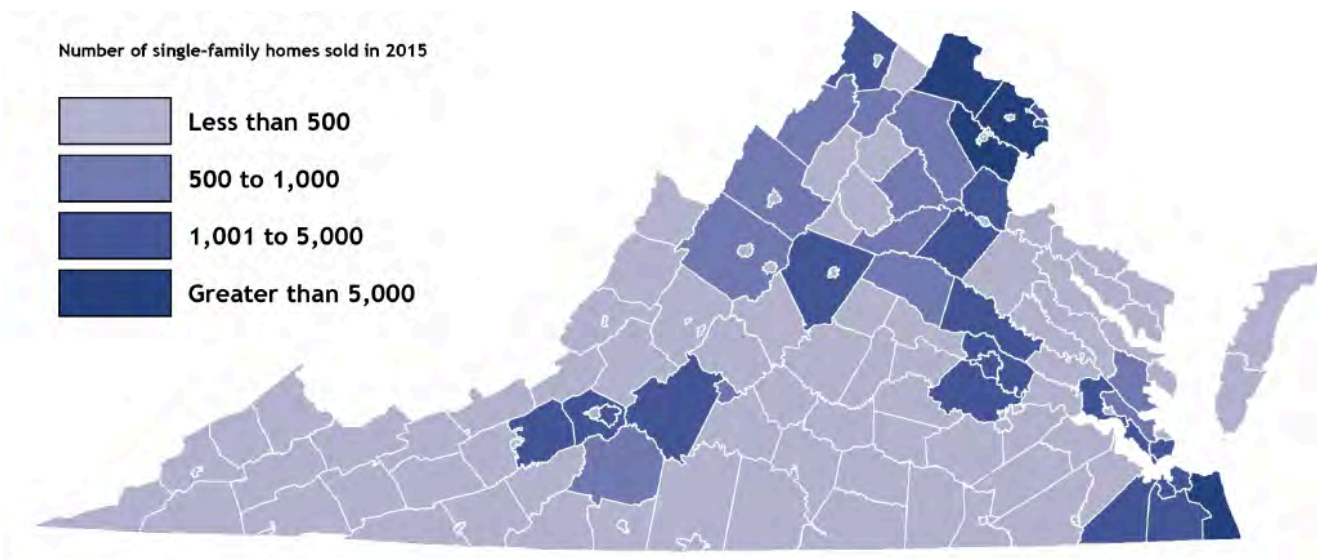 Number of single-family homes sold in 2015
Less than 500
500 to 1,000
1,001 to 5,000
Greater than 5,000